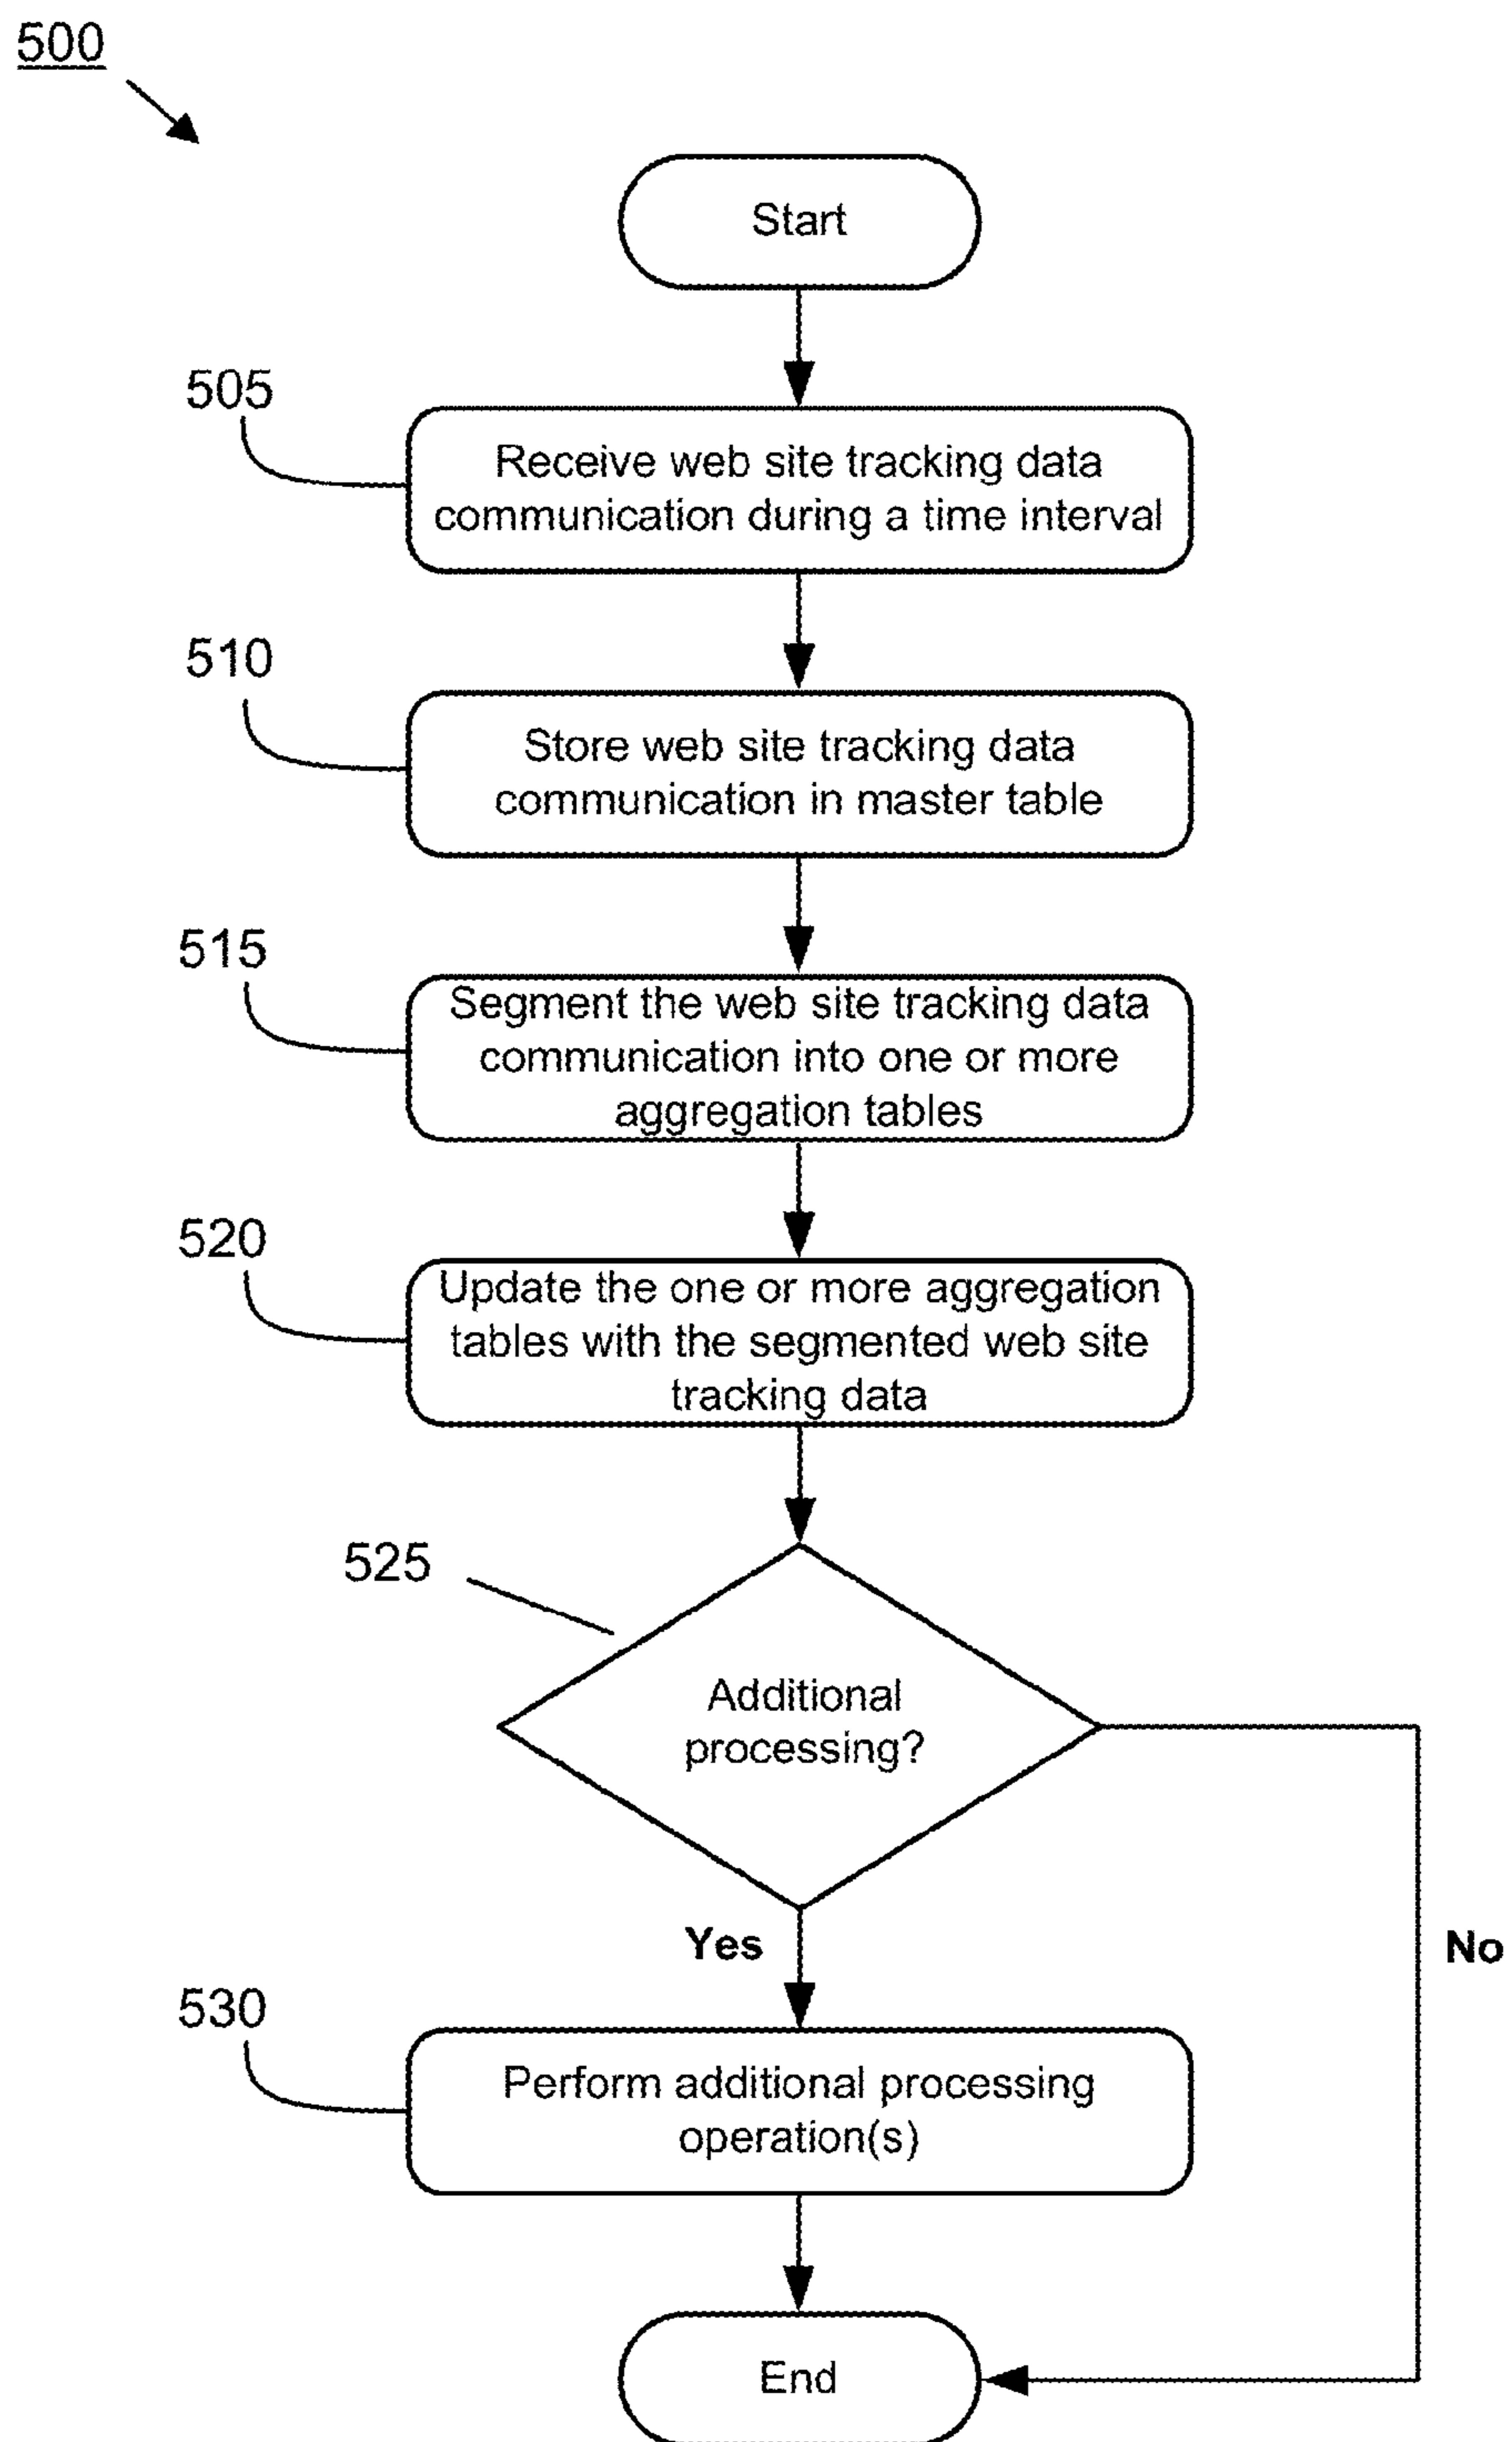 500
Start
505
Receive web site tracking data
communication during a time interval
510
Store web site tracking data
communication in master table
515
Segment the web site tracking data
communication into one or more
aggregation tables
520
Update the one or more aggregation
tables with the segmented web site
tracking data
525
Additional
processing?
Yes
No
530
Perform additional processing
operation(s)
End